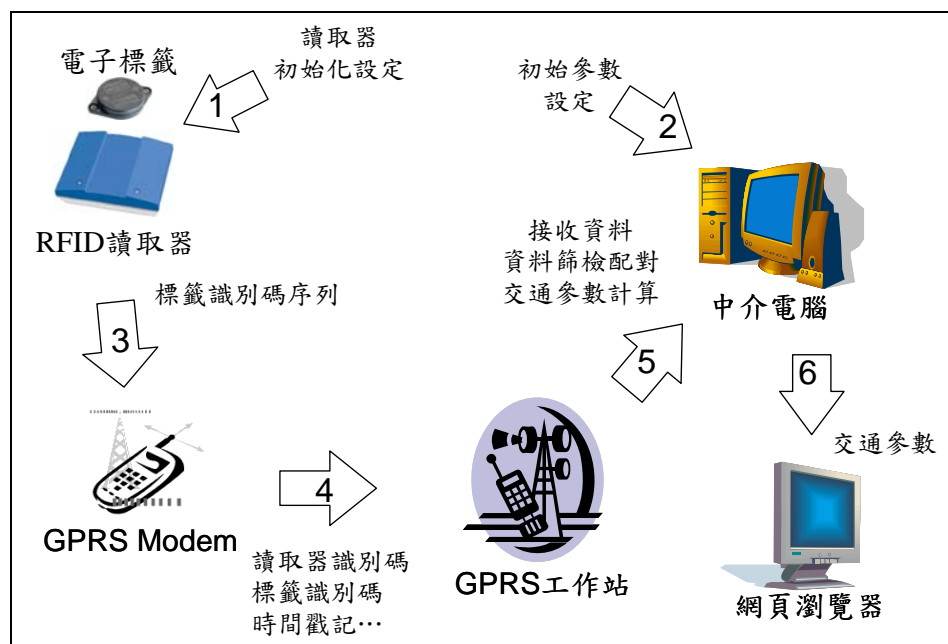 電子標籤
讀取器
初始化設定
1
RFID讀取器
初始參數
設定
2
標籤識別碼序列
3
GPRS Modem
4
讀取器識別碼
標籤識別碼
時間戳記…
GPRS工作站
接收資料
資料篩檢配對
交通參數計算
5
中介電腦
6
交通參數
網頁瀏覽器